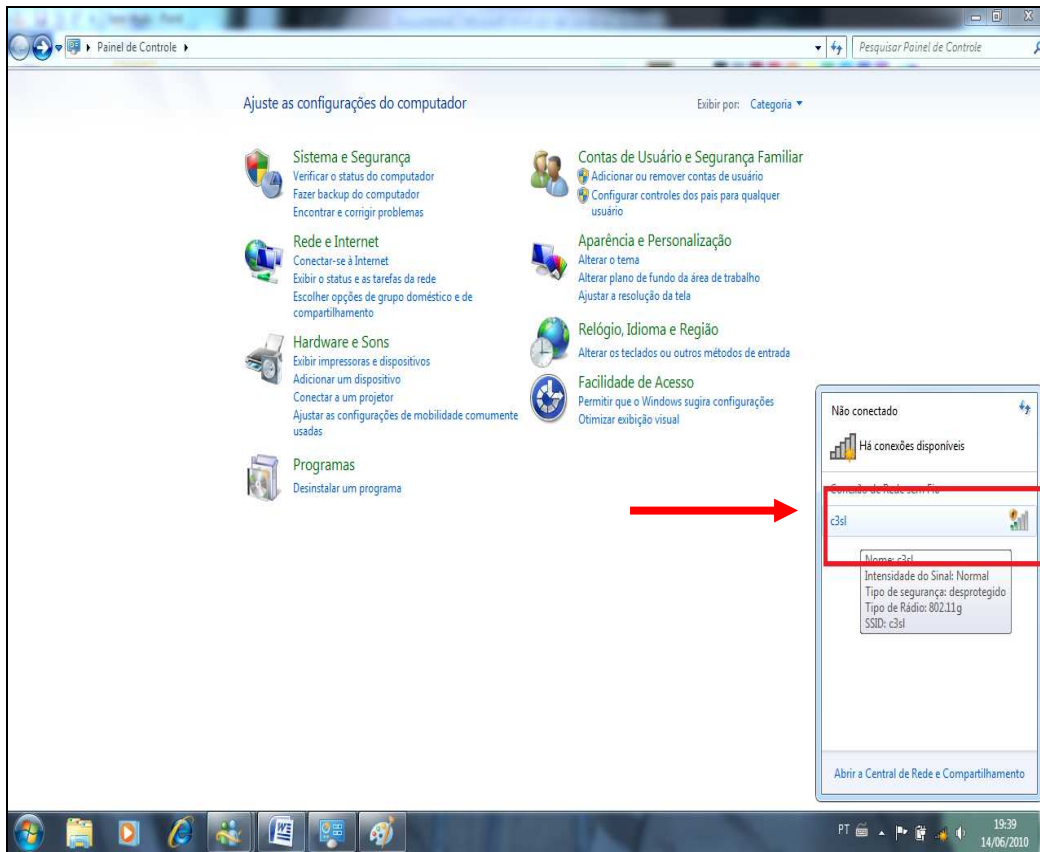 Painel de Controle
Pesquisar Painel de Controle
Ajuste as configurações do computador
Exibir por: Categoria
Sistema e Segurança
Verificar o status do computador
Fazer backup do computador
Encontrar e corrigir problemas
Rede e Internet
Conectar-se à Internet
Exibir o status e as tarefas da rede
Escolher opções de grupo doméstico e de
compartilhamento
Hardware e Sons
Exibir impressoras e dispositivos
Adicionar um dispositivo
Conectar a um projetor
Ajustar as configurações de mobilidade comumente
usadas
Programas
Desinstalar um programa
Contas de Usuário e Segurança Familiar
Adicionar ou remover contas de usuário
Configurar controles dos pais para qualquer
usuário
Aparência e Personalização
Alterar o tema
Alterar plano de fundo da área de trabalho
Ajustar a resolução da tela
Relógio, Idioma e Região
Alterar os teclados ou outros métodos de entrada
Facilidade de Acesso
Permitir que o Windows sugira configurações
Otimizar exibição visual
Não conectado
Há conexões disponíveis
Conexão de Rede sem Fio
c3sl
Nome: c3sl
Intensidade do Sinal: Normal
Tipo de segurança: desprotegido
Tipo de Rádio: 802.11g
SSID: c3sl
Abrir a Central de Rede e Compartilhamento
PT
19:39
14/06/2010